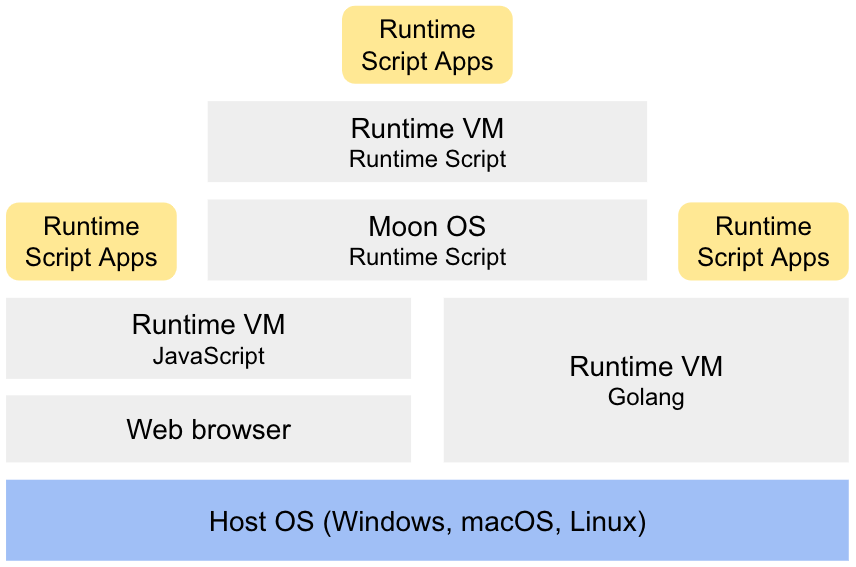 Runtime
Script Apps
Runtime VM
Runtime Script
Runtime
Script Apps
Moon OS
Runtime Script
Runtime
Script Apps
Runtime VM
JavaScript
Runtime VM
Golang
Web browser
Host OS (Windows, macOS, Linux)